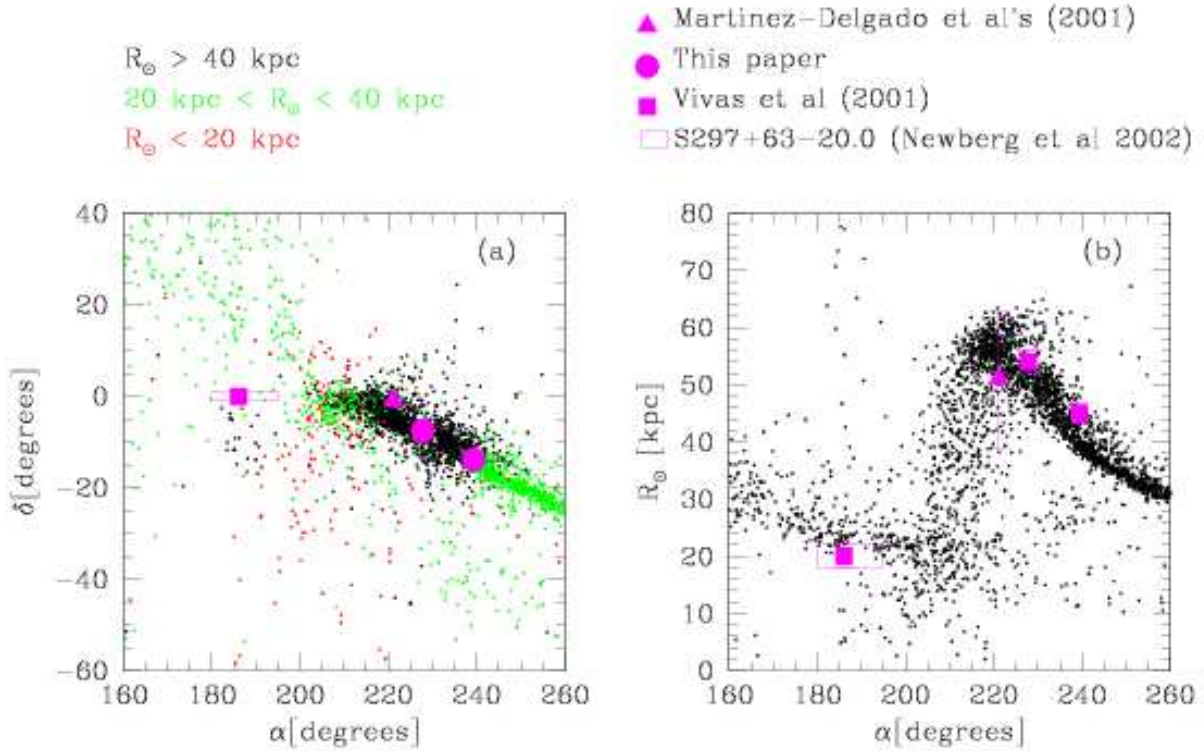 R⊙ > 40 kpc
20 kpc < R⊙ < 40 kpc
R⊙ < 20 kpc
Martinez-Delgado et al's (2001)
This paper
Vivas et al (2001)
S297+63-20.0 (Newberg et al 2002)
(a)
40
20
0
-20
-40
-60
δ[degrees]
160 180 200 220 240 260
α[degrees]
(b)
80
70
60
50
40
30
20
10
0
R⊙ [kpc]
160 180 200 220 240 260
α[degrees]